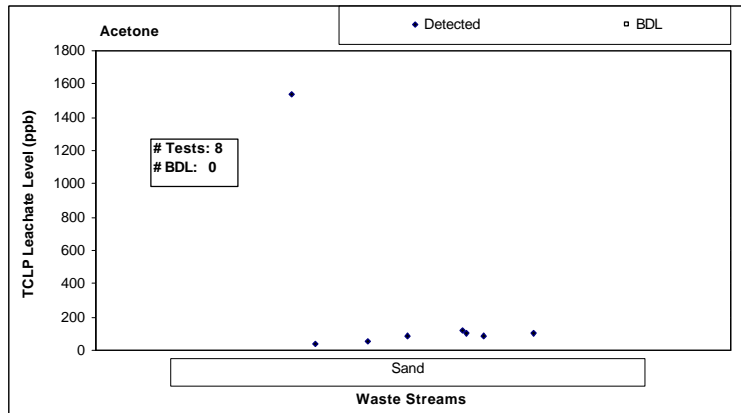 Acetone
Detected
BDL
TCLP Leachate Level (ppb)
1800
1600
1400
1200
1000
800
600
400
200
0
# Tests: 8
# BDL: 0
Sand
Waste Streams